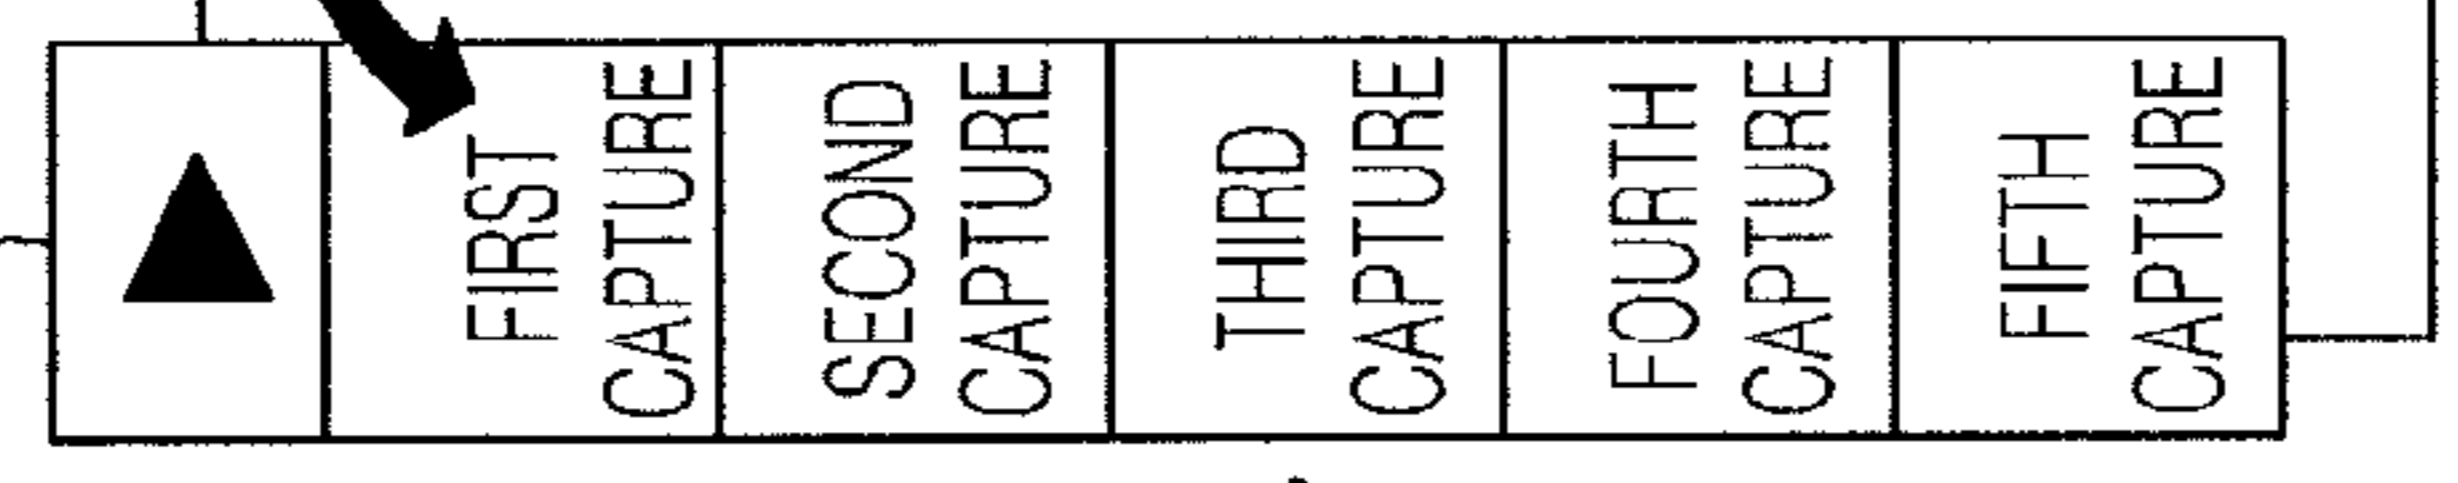 FIRST
CAPTURE
SECOND
CAPTURE
THIRD
CAPTURE
FOURTH
CAPTURE
FIFTH
CAPTURE